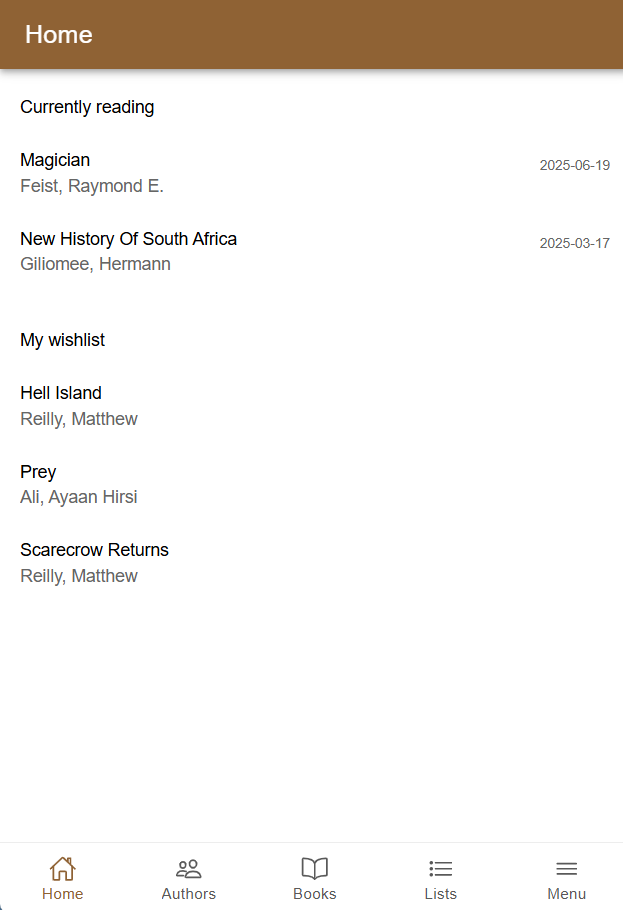 Home
Currently reading
Magician
2025-06-19
Feist, Raymond E.
New History Of South Africa
2025-03-17
Giliomee, Hermann
My wishlist
Hell Island
Reilly, Matthew
Prey
Ali, Ayaan Hirsi
Scarecrow Returns
Reilly, Matthew
Home
Authors
Books
Lists
Menu